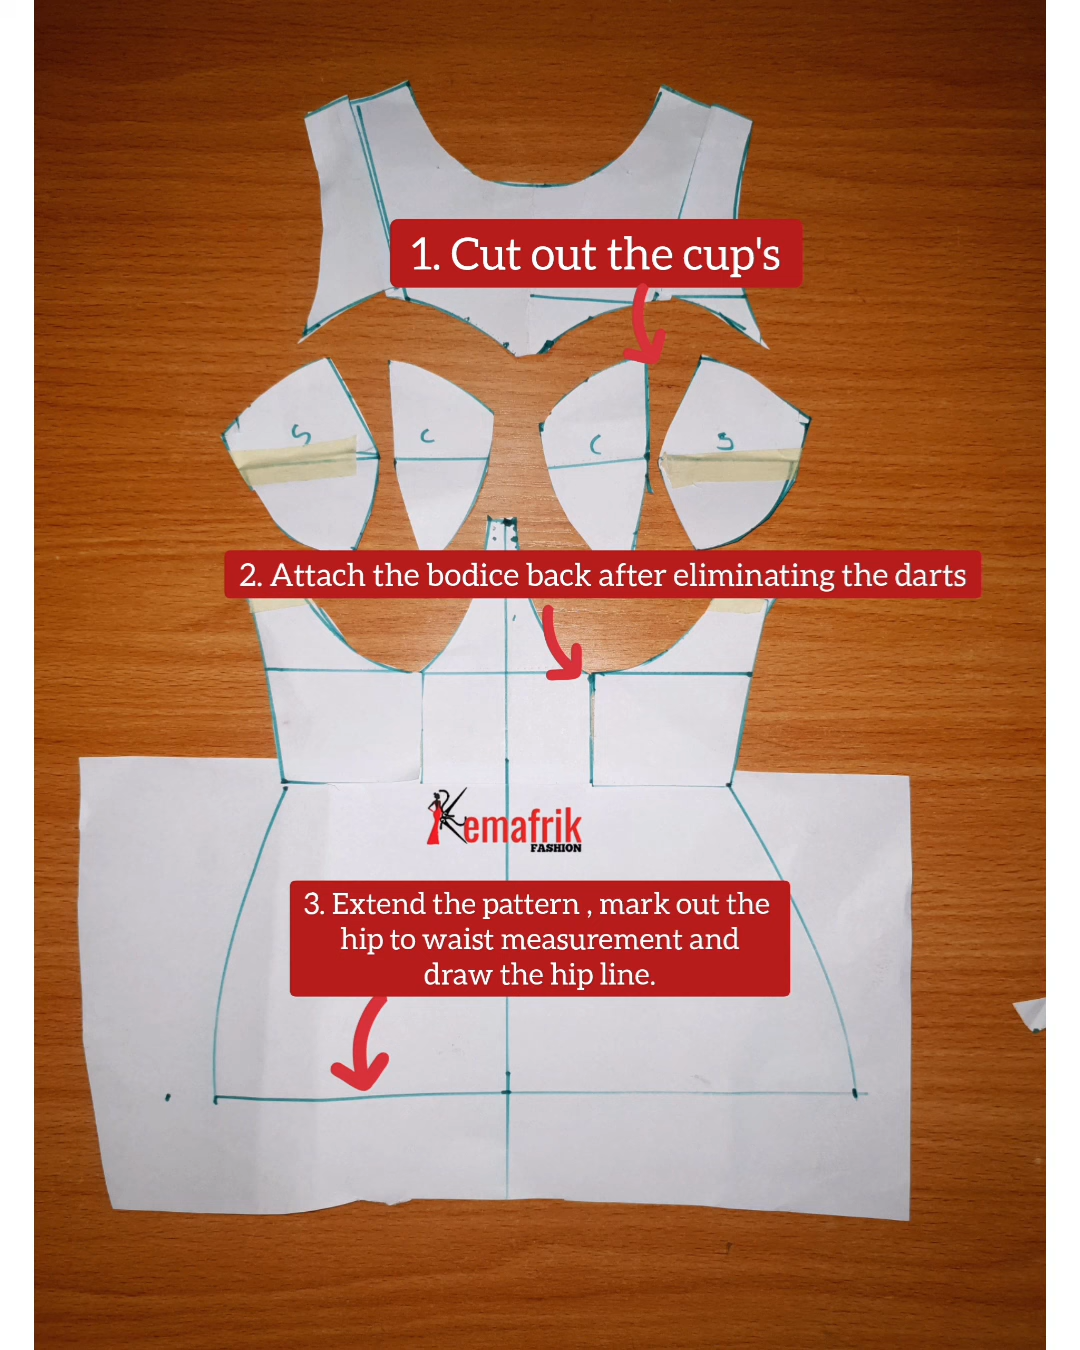 1. Cut out the cup's
S
C
C
S
2. Attach the bodice back after eliminating the darts
Kemafrik
FASHION
3. Extend the pattern , mark out the
hip to waist measurement and
draw the hip line.